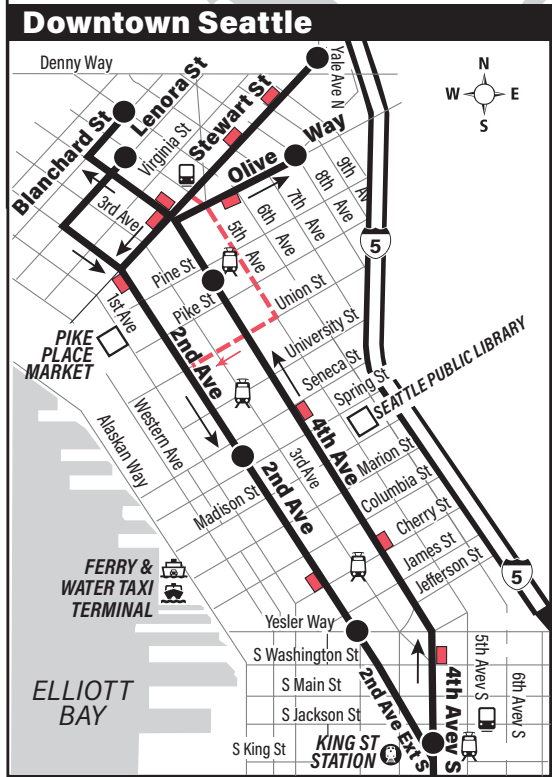 Downtown Seattle
Denny Way
Yale Ave N
N
W
E
S
Blanchard St
Lenora St
Virginia St
Stewart St
Olive Way
9th Av
8th Ave
7th Ave
6th Ave
5th Ave
3rd Ave
5
Pine St
Pike St
Union St
1st Ave
University St
PIKE
PLACE
MARKET
2nd Ave
Seneca St
Spring St
SEATTLE PUBLIC LIBRARY
Western Ave
Alaskan Way
4th Ave
3rd Ave
Marion St
2nd Ave
Columbia St
Madison St
Cherry St
James St
Jefferson St
FERRY &
WATER TAXI
TERMINAL
5
Yesler Way
S Washington St
S Main St
S Jackson St
S King St
2nd Ave Ext S
4th Avev S
5th Avev S
6th Avev S
ELLIOTT
BAY
KING ST
STATION